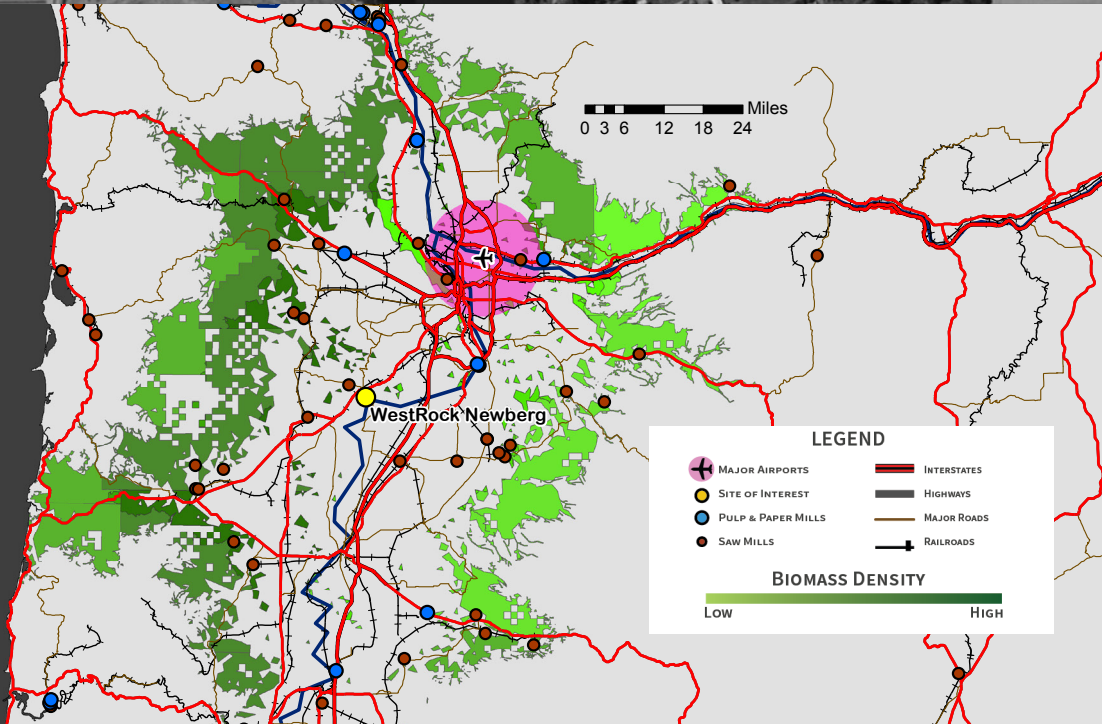 Miles
0 3 6 12 18 24
WestRock Newberg
LEGEND
Major Airports
Site of Interest
Pulp & Paper Mills
Saw Mills
Interstates
Highways
Major Roads
Railroads
Biomass Density
Low High